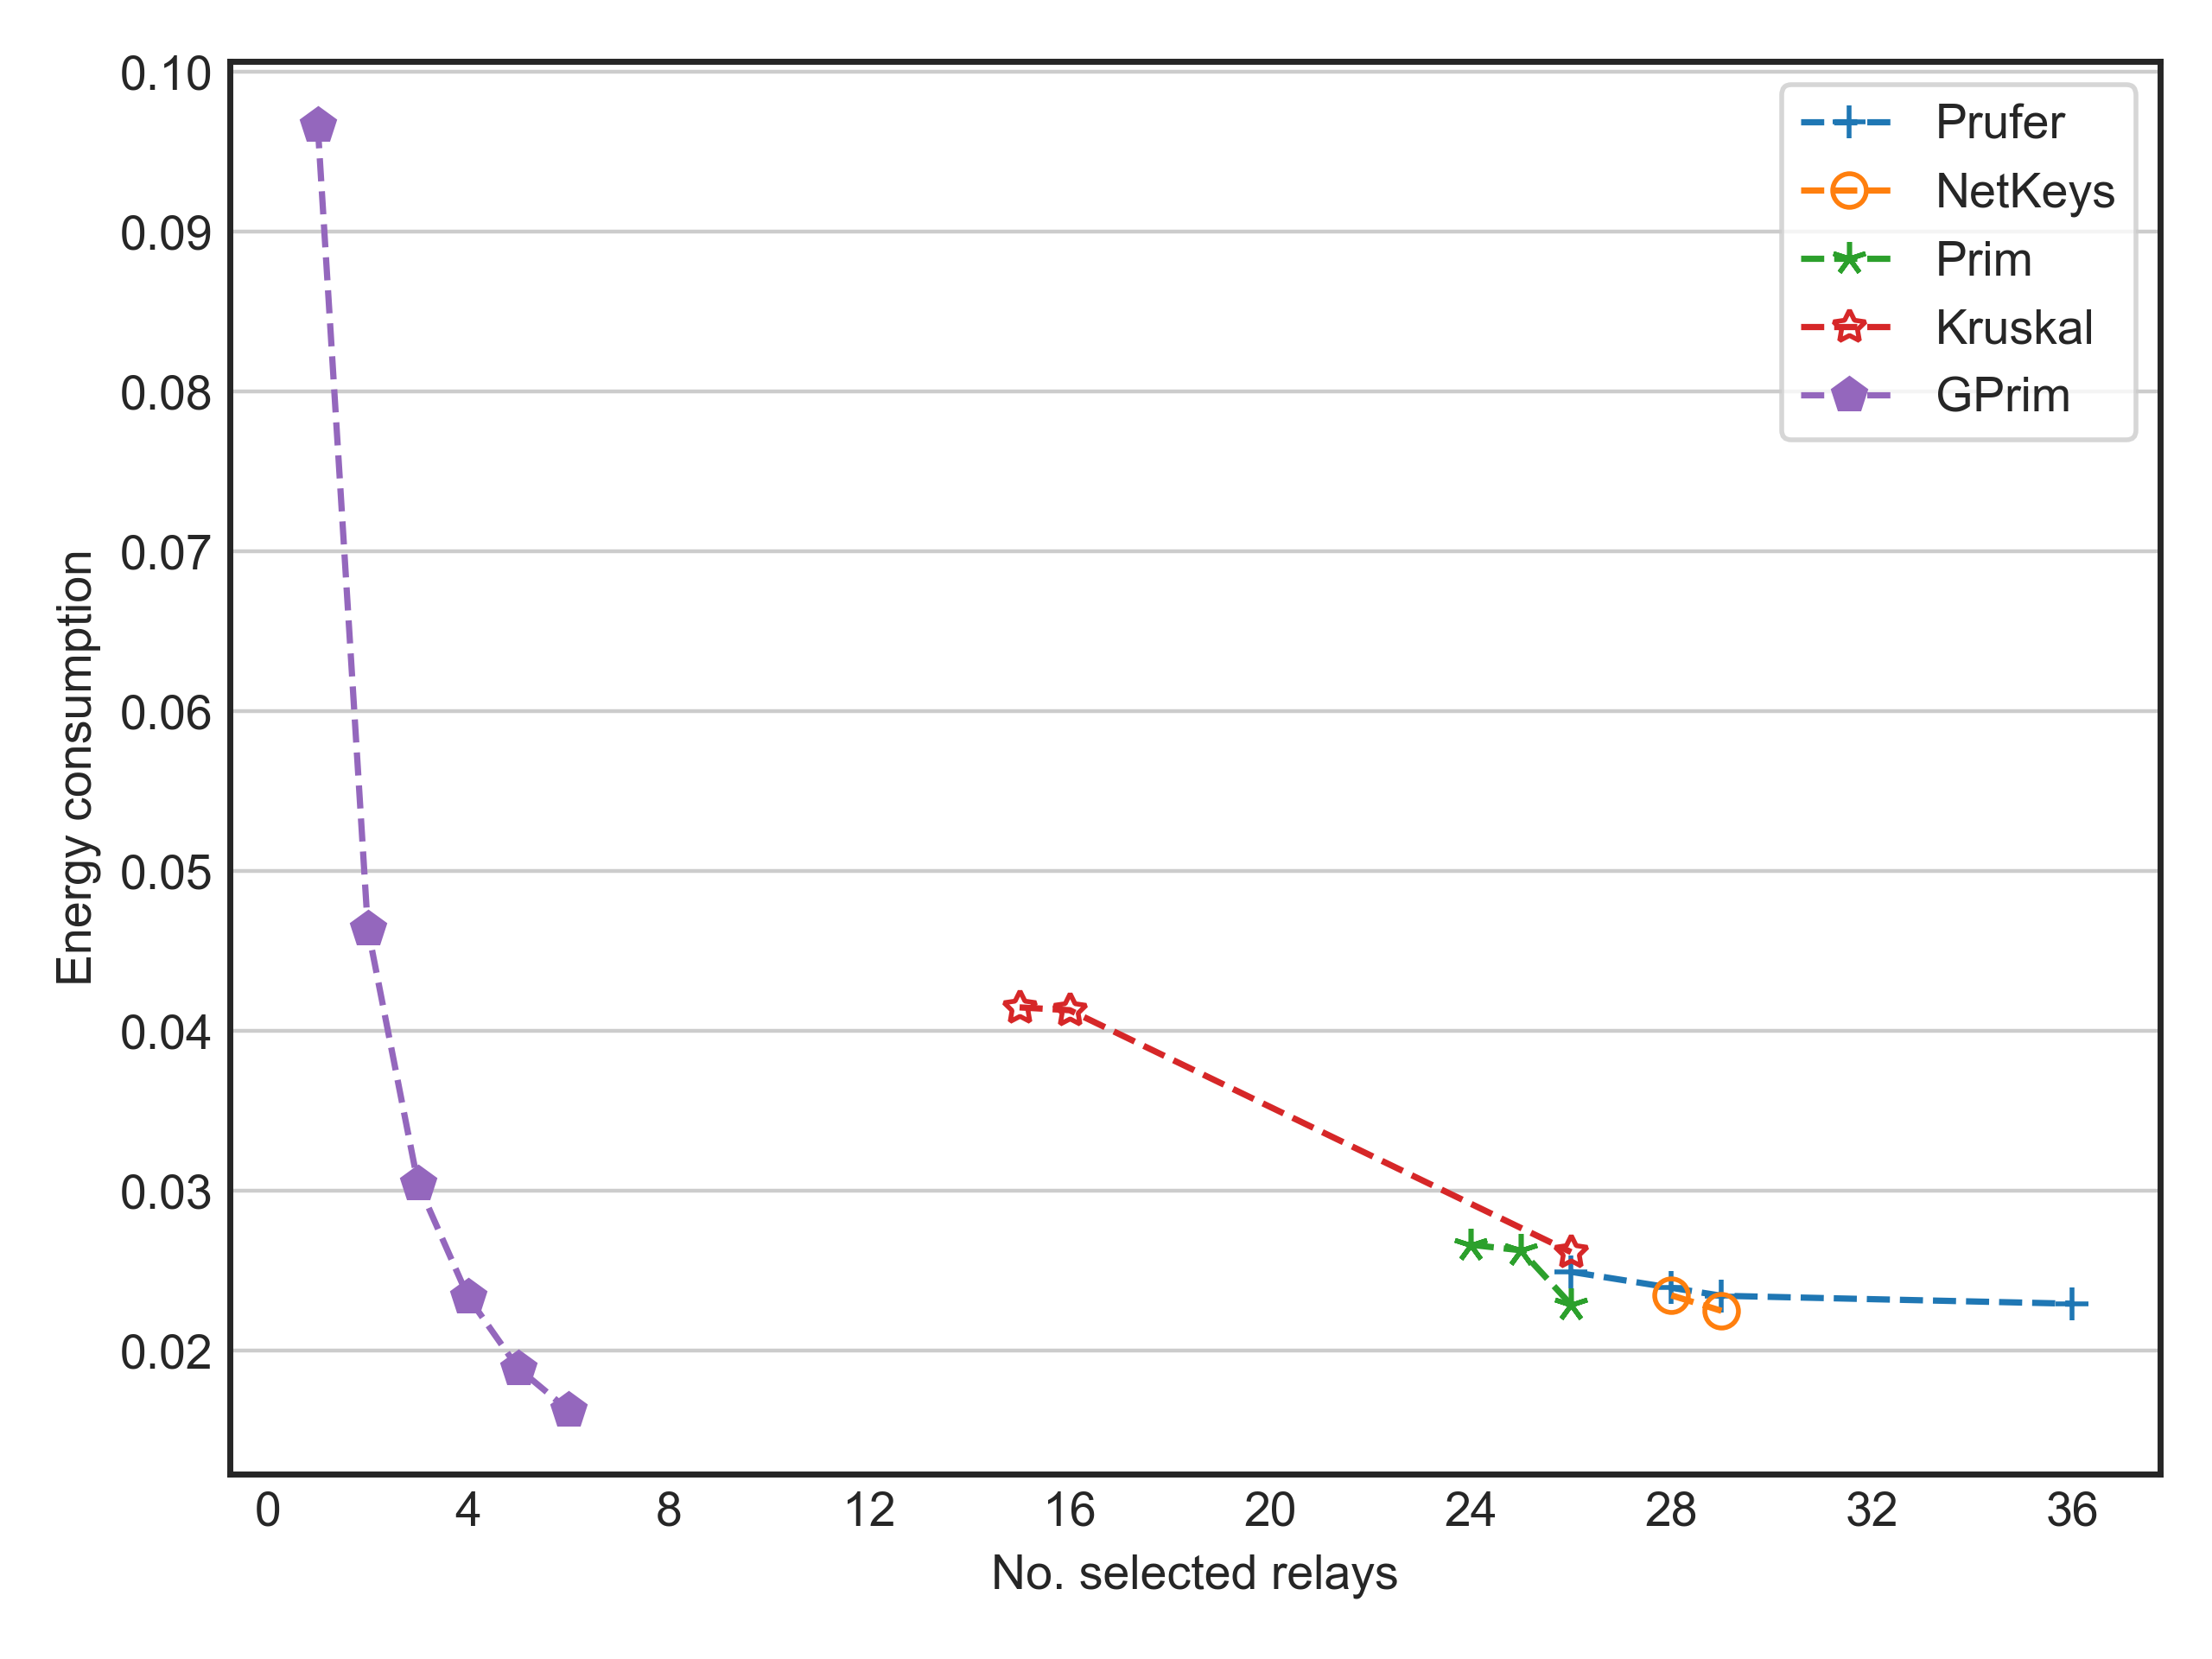 0.10
0.09
0.08
0.07
0.06
0.05
0.04
0.03
0.02
Energy consumption
0 4 8 12 16 20 24 28 32 36
No. selected relays
Prufer
NetKeys
Prim
Kruskal
GPrim